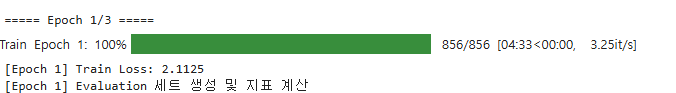 ===== Epoch 1/3 =====
Train Epoch 1: 100% 856/856 [04:33<00:00, 3.25it/s]
[Epoch 1] Train Loss: 2.1125
[Epoch 1] Evaluation 세트 생성 및 지표 계산